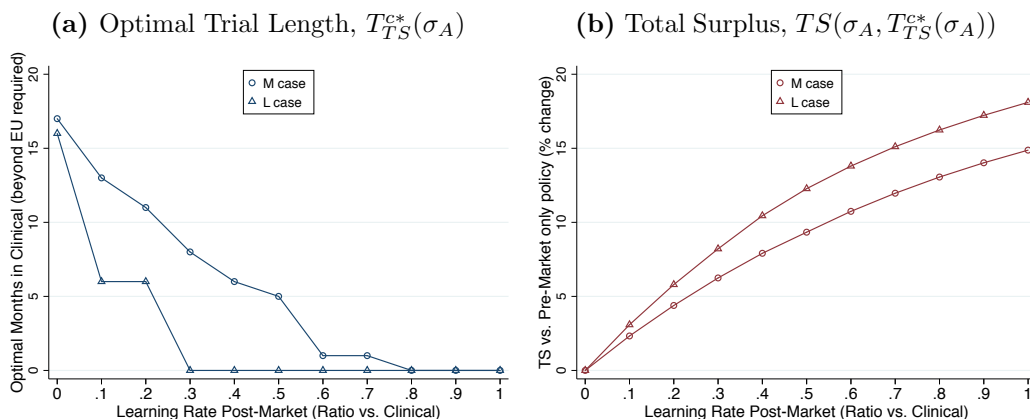 (a) Optimal Trial Length, $T_{TS}^{c*}(\sigma_A)$
Optimal Months in Clinical (beyond EU required)
20
15
10
5
0
M case
L case
0 .1 .2 .3 .4 .5 .6 .7 .8 .9 1
Learning Rate Post-Market (Ratio vs. Clinical)
(b) Total Surplus, $TS(\sigma_A, T_{TS}^{c*}(\sigma_A))$
TS vs. Pre-Market only policy (% change)
20
15
10
5
0
M case
L case
0 .1 .2 .3 .4 .5 .6 .7 .8 .9 1
Learning Rate Post-Market (Ratio vs. Clinical)